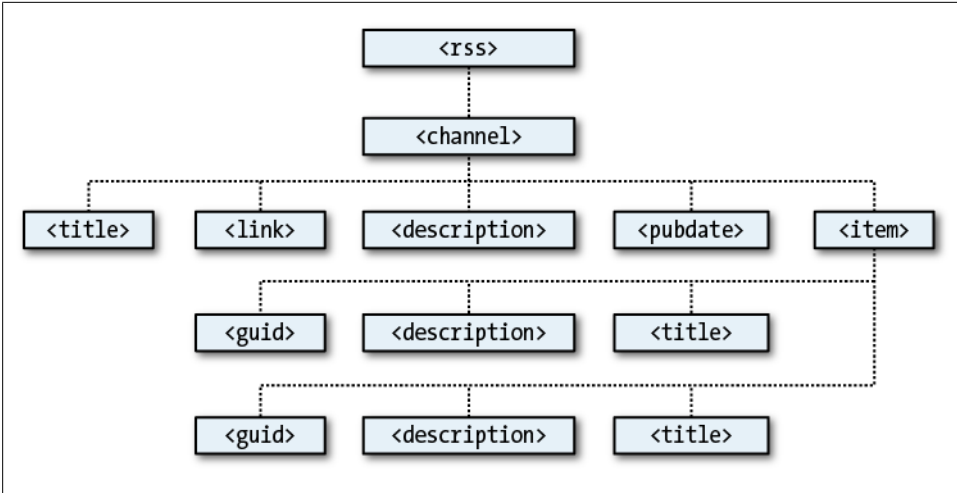 <rss>
<channel>
<title> <link> <description> <pubdate> <item>
<guid> <description> <title>
<guid> <description> <title>